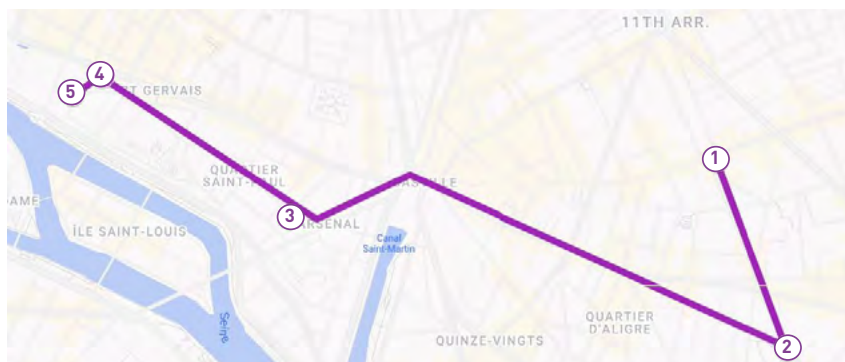 11TH ARR.
4
5
T GERVAIS
1
QUARTIER
SAINT-PAUL
3
ARSENAL
ÎLE SAINT-LOUIS
Canal
Saint-Martin
Seine
QUARTIER
D'ALIGRE
QUINZE-VINGTS
2